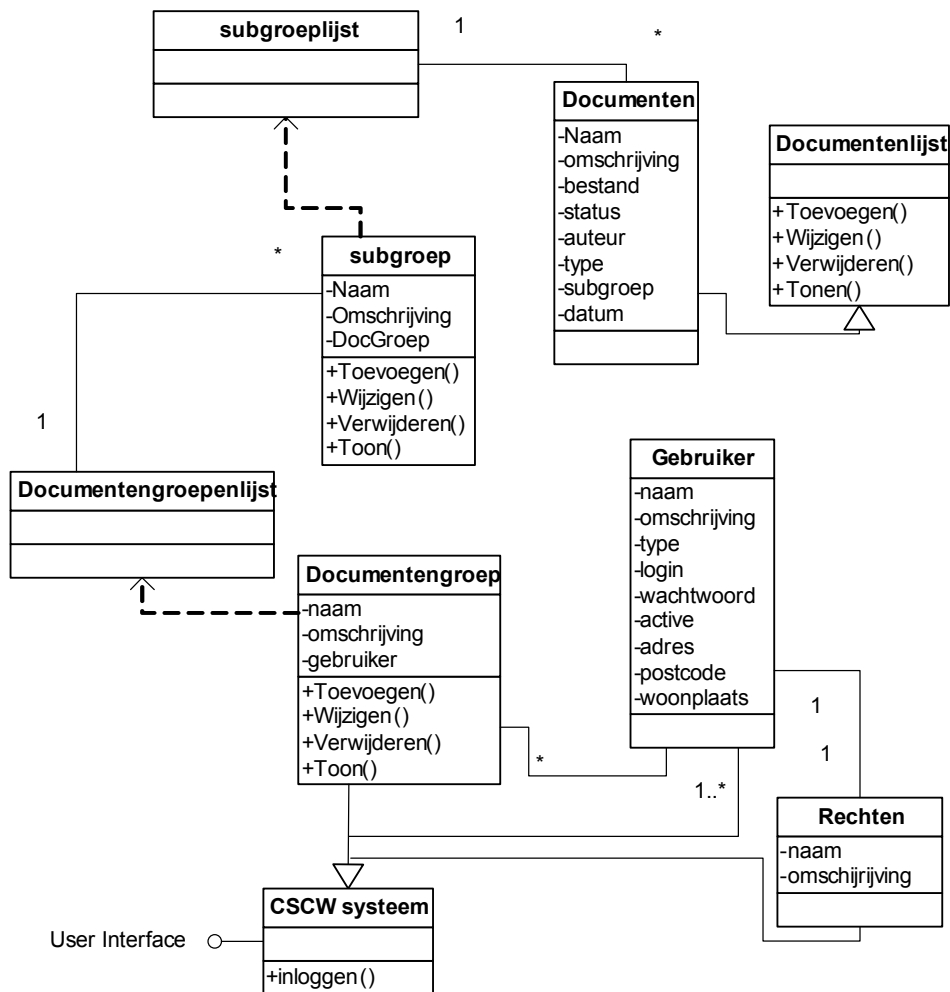 subgroeplijst
1
*
Documenten
-Naam
-omschrijving
-bestand
-status
-auteur
-type
-subgroep
-datum
Documentenlijst
+Toevoegen()
+Wijzigen()
+Verwijderen()
+Tonen()
*
subgroep
-Naam
-Omschrijving
-DocGroep
+Toevoegen()
+Wijzigen()
+Verwijderen()
+Toon()
1
Documentengroepenlijst
Gebruiker
-naam
-omschrijving
-type
-login
-wachtwoord
-active
-adres
-postcode
-woonplaats
Documentengroep
-naam
-omschrijving
-gebruiker
+Toevoegen()
+Wijzigen()
+Verwijderen()
+Toon()
*
1..*
1
1
Rechten
-naam
-omschijrijving
CSCW systeem
+inloggen()
User Interface